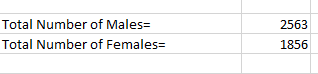 Total Number of Males= 2563
Total Number of Females= 1856